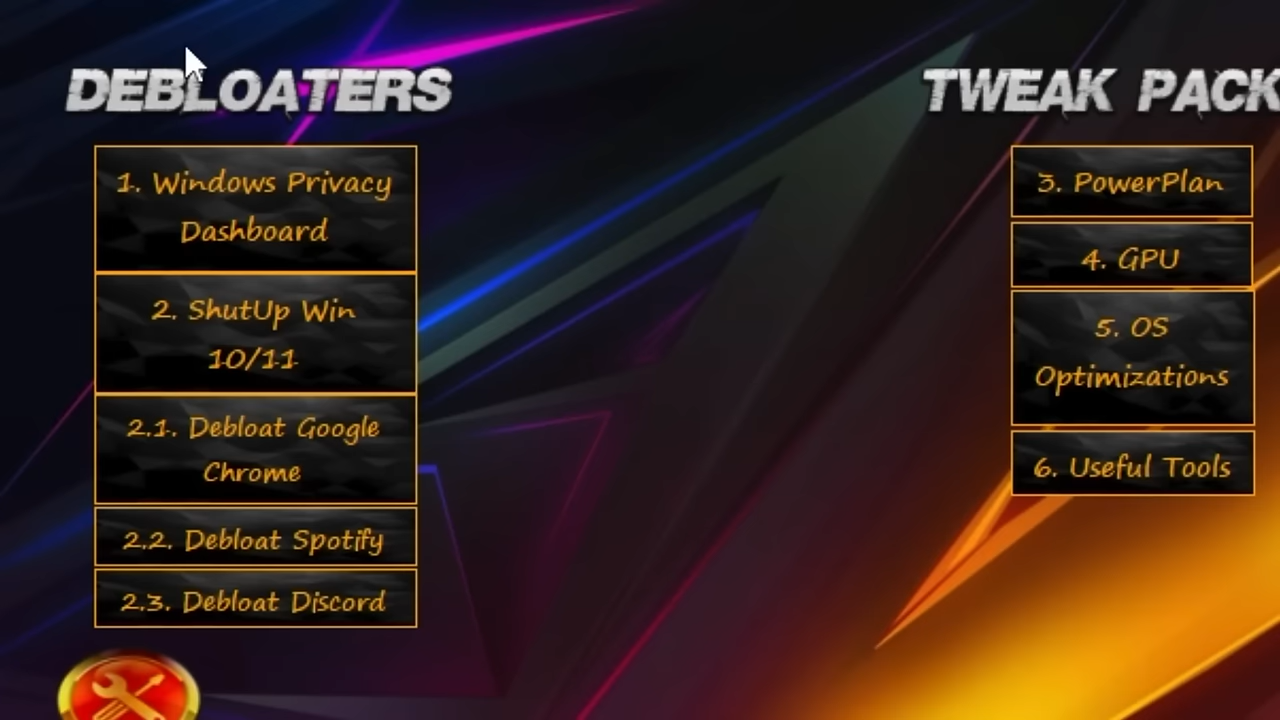 DEBLOATERS
1. Windows Privacy
Dashboard
2. ShutUp Win
10/11
2.1. Debloat Google
Chrome
2.2. Debloat Spotify
2.3. Debloat Discord
TWEAK PACK
3. PowerPlan
4. GPU
5. OS
Optimizations
6. Useful Tools